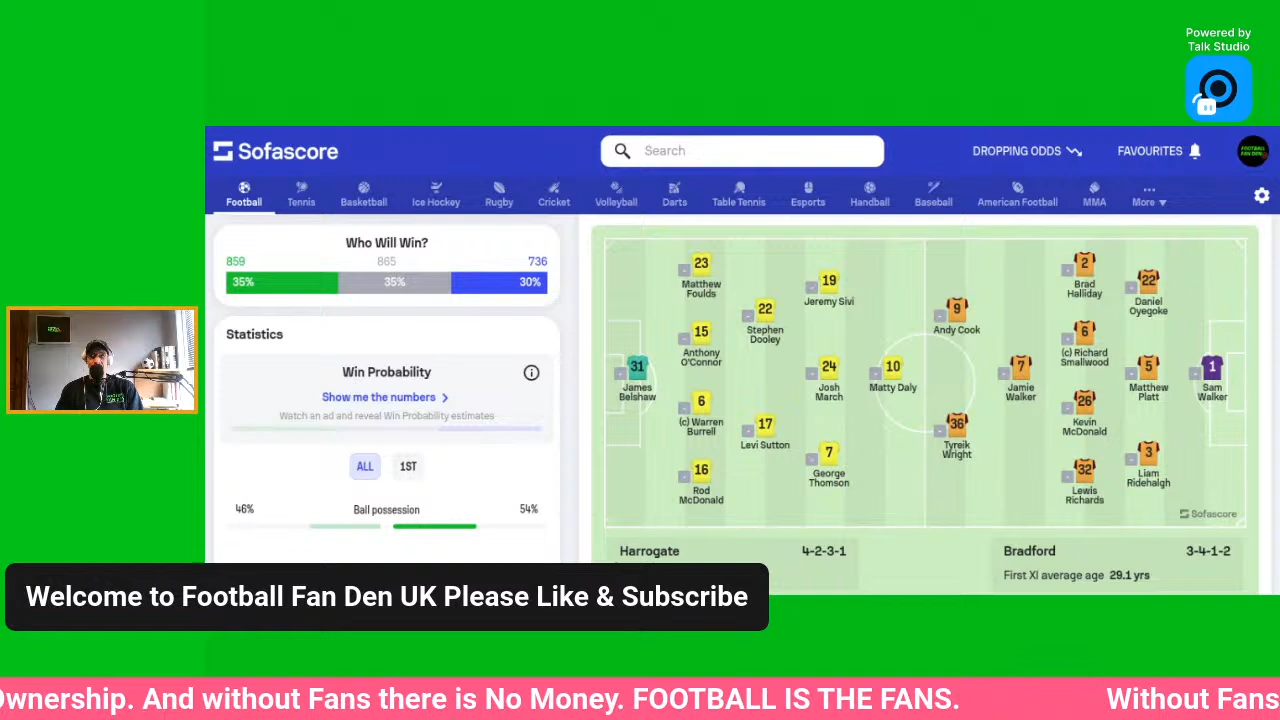 Powered by
Talk Studio
Sofascore
Search
DROPPING ODDS
FAVOURITES
FOOTBALL
FAN DEN
Football
Tennis
Basketball
Ice Hockey
Rugby
Cricket
Volleyball
Darts
Table Tennis
Esports
Handball
Baseball
American Football
MMA
More
Who Will Win?
859
865
736
35%
35%
30%
Statistics
Win Probability
Show me the numbers
Watch an ad and reveal Win Probability estimates
ALL
1ST
46%
Ball possession
54%
31
James
Belshaw
23
Matthew
Foulds
15
Anthony
O'Connor
6
(c) Warren
Burrell
16
Rod
McDonald
22
Stephen
Dooley
17
Levi Sutton
19
Jeremy Sivi
24
Josh
March
7
George
Thomson
10
Matty Daly
9
Andy Cook
36
Tyreik
Wright
7
Jamie
Walker
2
Brad
Halliday
6
(c) Richard
Smallwood
26
Kevin
McDonald
32
Lewis
Richards
22
Daniel
Oyegoke
5
Matthew
Platt
3
Liam
Ridehalgh
1
Sam
Walker
Sofascore
Harrogate
4-2-3-1
Bradford
3-4-1-2
First XI average age 29.1 yrs
Welcome to Football Fan Den UK Please Like & Subscribe
Ownership. And without Fans there is No Money. FOOTBALL IS THE FANS.
Without Fans